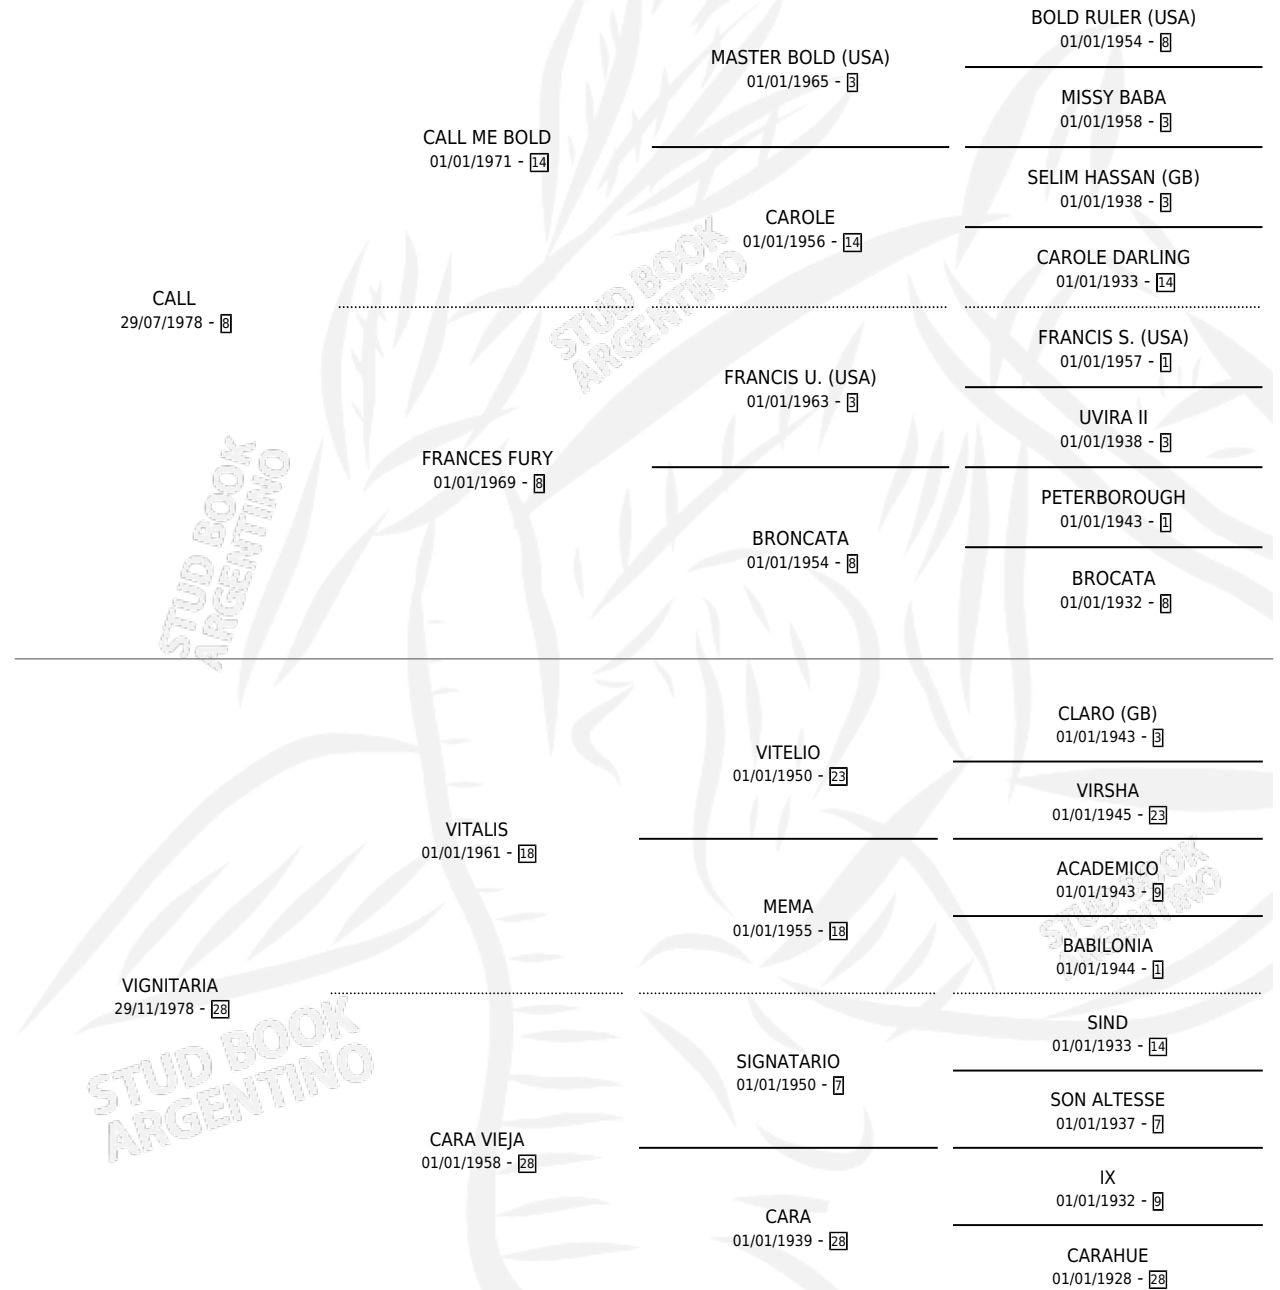 BOLD RULER (USA)
01/01/1954 - 8
MASTER BOLD (USA)
01/01/1965 - 3
MISSY BABA
01/01/1958 - 3
CALL ME BOLD
01/01/1971 - 14
SELIM HASSAN (GB)
01/01/1938 - 3
CAROLE
01/01/1956 - 14
CAROLE DARLING
01/01/1933 - 14
CALL
29/07/1978 - 8
FRANCIS S. (USA)
01/01/1957 - 1
FRANCIS U. (USA)
01/01/1963 - 3
UVIRA II
01/01/1938 - 3
FRANCES FURY
01/01/1969 - 8
PETERBOROUGH
01/01/1943 - 1
BRONCATA
01/01/1954 - 8
BROCATA
01/01/1932 - 8
CLARO (GB)
01/01/1943 - 3
VITELIO
01/01/1950 - 23
VIRSHA
01/01/1945 - 23
VITALIS
01/01/1961 - 18
ACADEMICO
01/01/1943 - 9
MEMA
01/01/1955 - 18
BABILONIA
01/01/1944 - 1
VIGNITARIA
29/11/1978 - 28
SIND
01/01/1933 - 14
SIGNATARIO
01/01/1950 - 7
SON ALTESSE
01/01/1937 - 7
CARA VIEJA
01/01/1958 - 28
IX
01/01/1932 - 9
CARA
01/01/1939 - 28
CARAHUE
01/01/1928 - 28
STUD BOOK
ARGENTINO
STUD BOOK
ARGENTINO
STUD BOOK
ARGENTINO
STUD BOOK
ARGENTINO